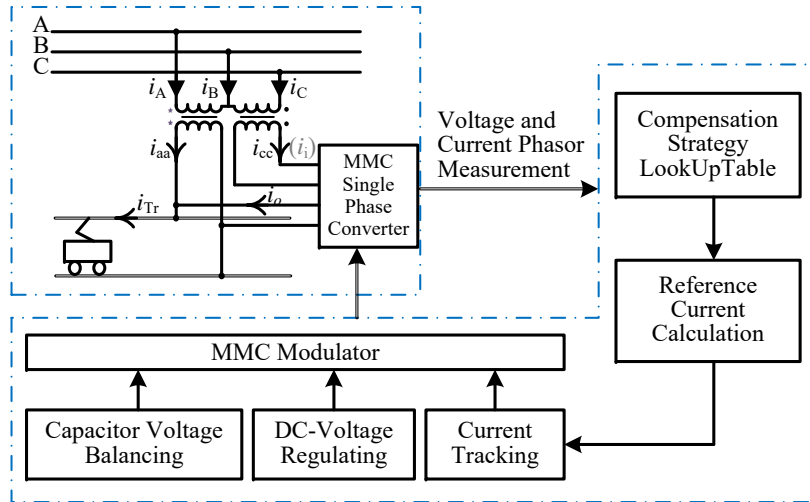 A
B
C
i_A
i_B
i_C
*
*
i_aa
i_cc
(i_i)
MMC
Single
Phase
Converter
i_Tr
i_o
Voltage and
Current Phasor
Measurement
Compensation
Strategy
LookUpTable
Reference
Current
Calculation
MMC Modulator
Capacitor Voltage
Balancing
DC-Voltage
Regulating
Current
Tracking